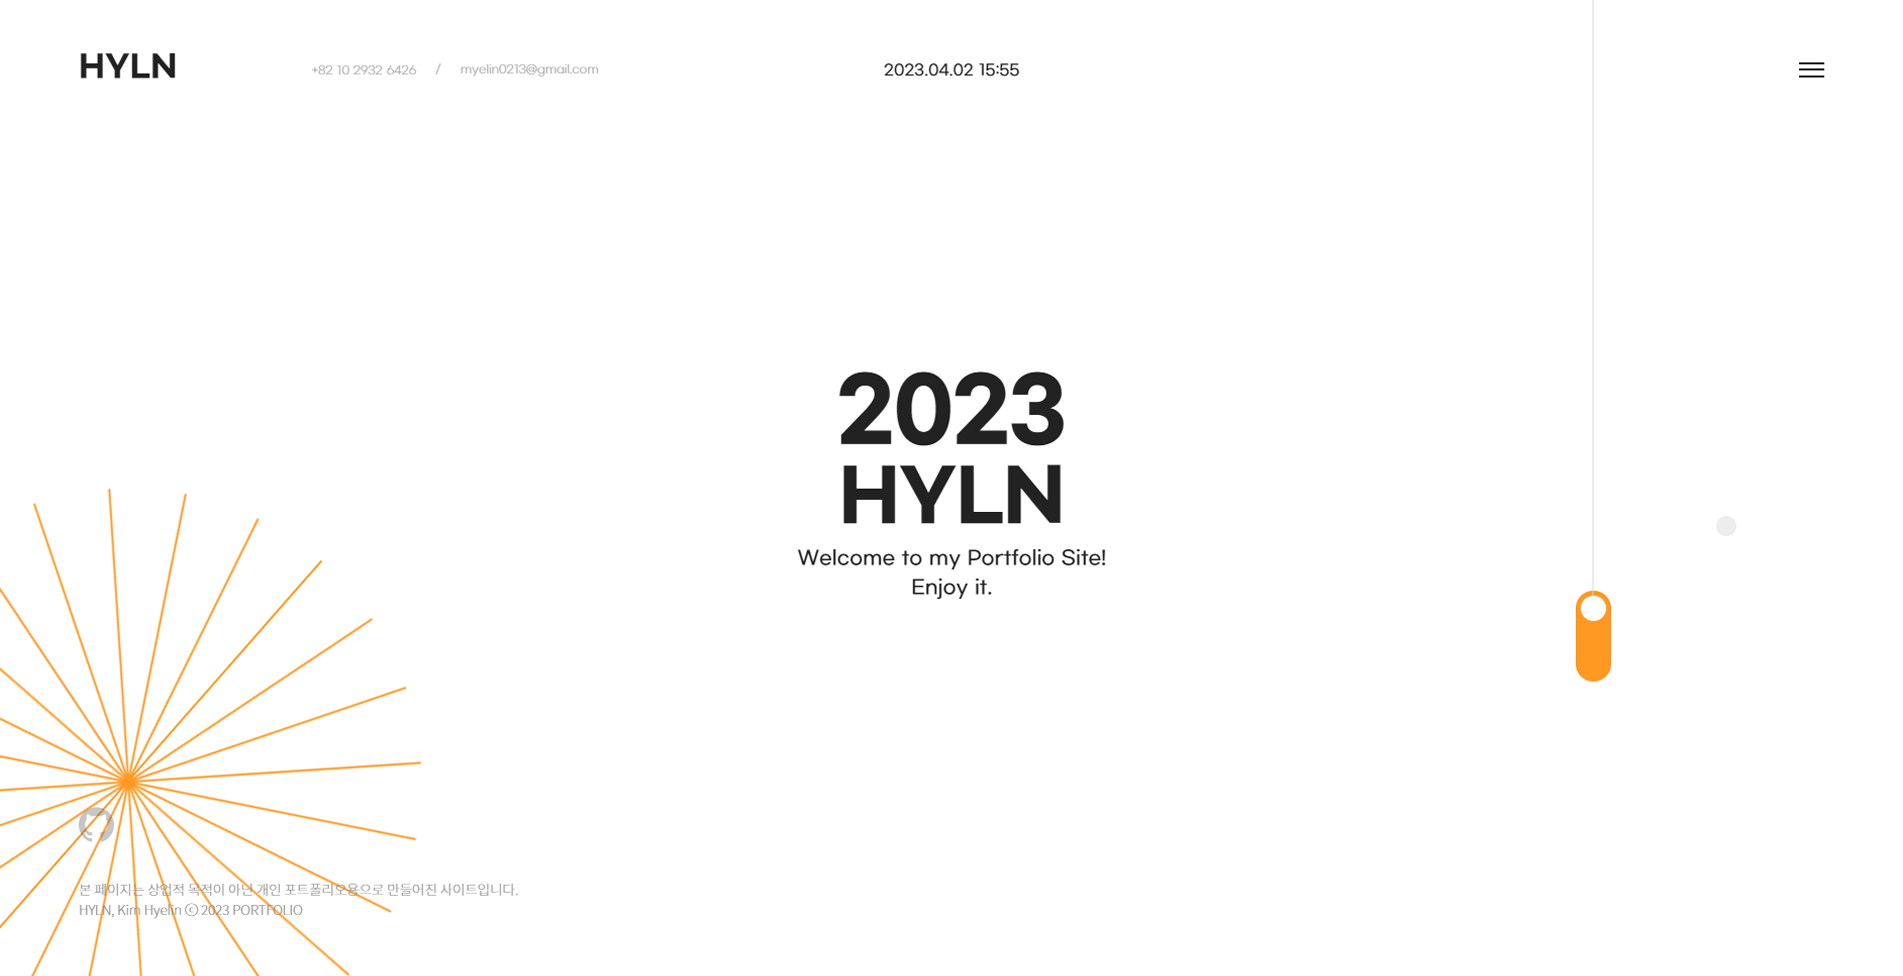 HYLN
+82 10 2932 6426 / myelin0213@gmail.com
2023.04.02 15:55
2023
HYLN
Welcome to my Portfolio Site!
Enjoy it.
본 페이지는 상업적 목적이 아닌 개인 포트폴리오용으로 만들어진 사이트입니다.
HYLN, Kim Hyelin ⓒ 2023 PORTFOLIO